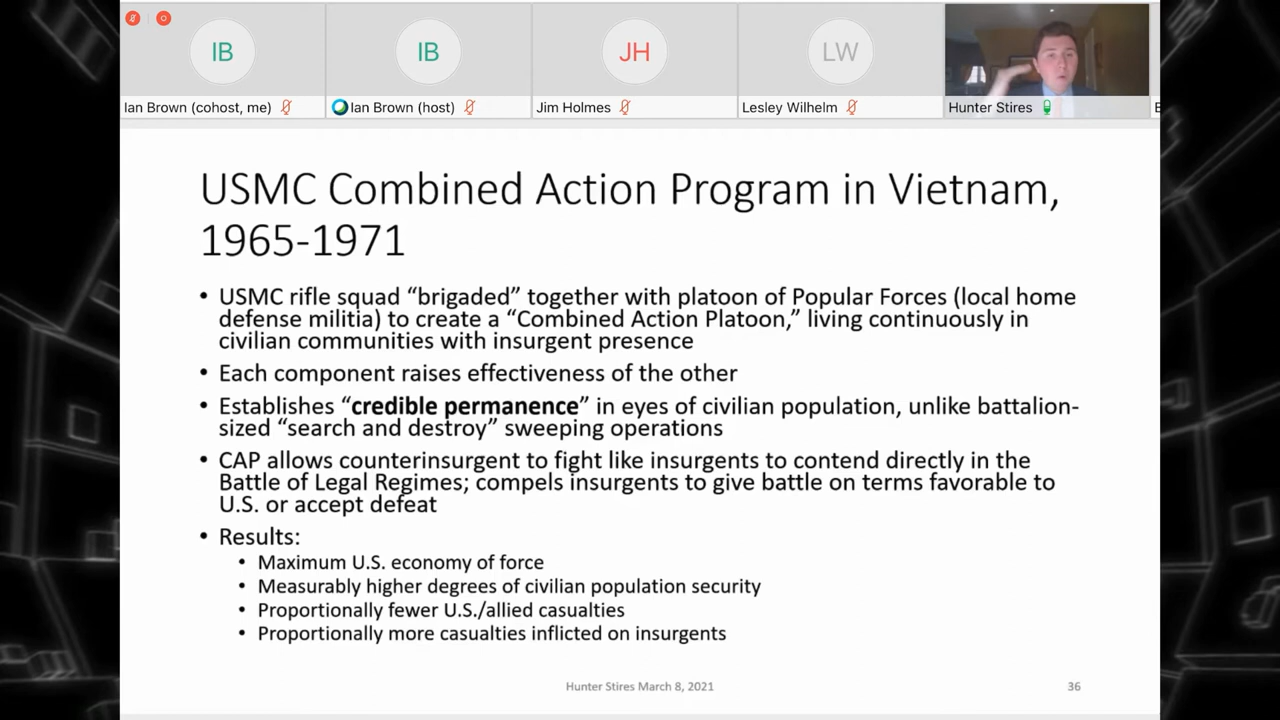 IB
IB
JH
LW
Ian Brown (cohost, me)
Ian Brown (host)
Jim Holmes
Lesley Wilhelm
Hunter Stires
E
USMC Combined Action Program in Vietnam,
1965-1971
• USMC rifle squad “brigaded” together with platoon of Popular Forces (local home
defense militia) to create a “Combined Action Platoon,” living continuously in
civilian communities with insurgent presence
• Each component raises effectiveness of the other
• Establishes “credible permanence” in eyes of civilian population, unlike battalion-
sized “search and destroy” sweeping operations
• CAP allows counterinsurgent to fight like insurgents to contend directly in the
Battle of Legal Regimes; compels insurgents to give battle on terms favorable to
U.S. or accept defeat
• Results:
• Maximum U.S. economy of force
• Measurably higher degrees of civilian population security
• Proportionally fewer U.S./allied casualties
• Proportionally more casualties inflicted on insurgents
Hunter Stires March 8, 2021
36